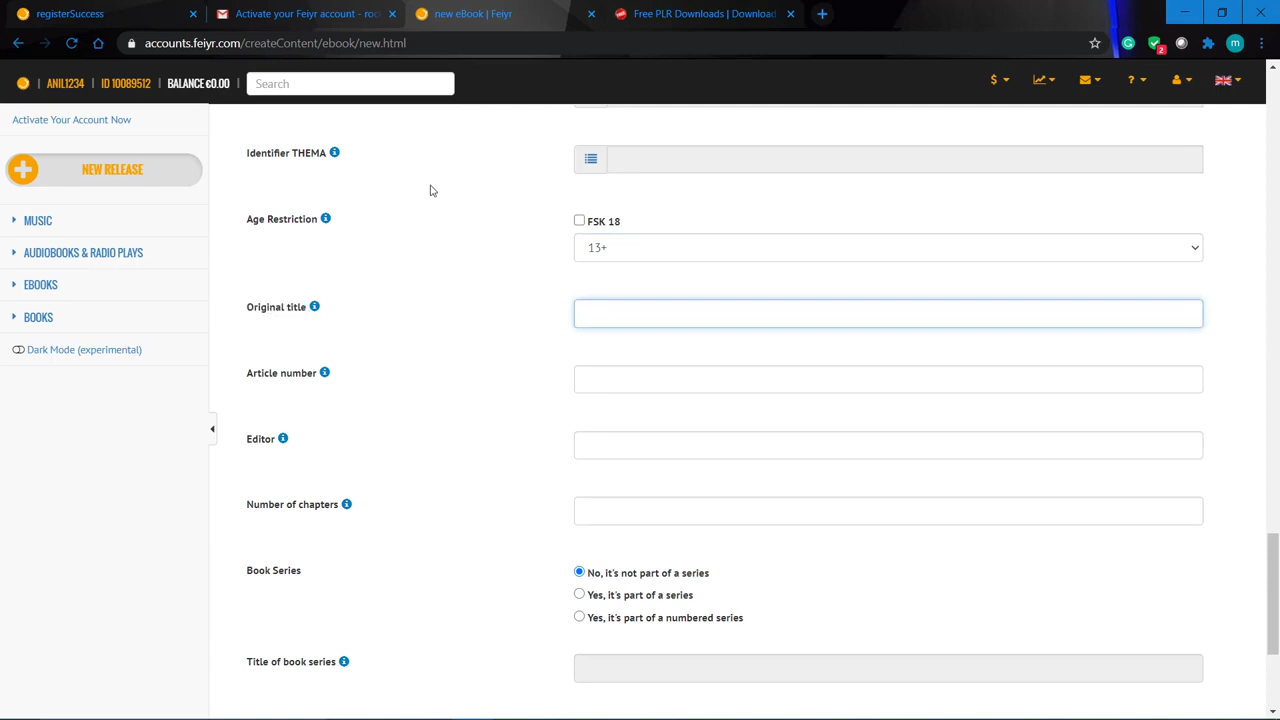 registerSuccess
Activate your Feiyr account - roc
new eBook | Feiyr
Free PLR Downloads | Download
accounts.feiyr.com/createContent/ebook/new.html
2
m
| ANIL1234 | ID 10089512 | BALANCE €0.00 |
Search
$
?
Activate Your Account Now
NEW RELEASE
MUSIC
AUDIOBOOKS & RADIO PLAYS
EBOOKS
BOOKS
Dark Mode (experimental)
Identifier THEMA
Age Restriction
FSK 18
13+
Original title
Article number
Editor
Number of chapters
Book Series
No, it's not part of a series
Yes, it's part of a series
Yes, it's part of a numbered series
Title of book series